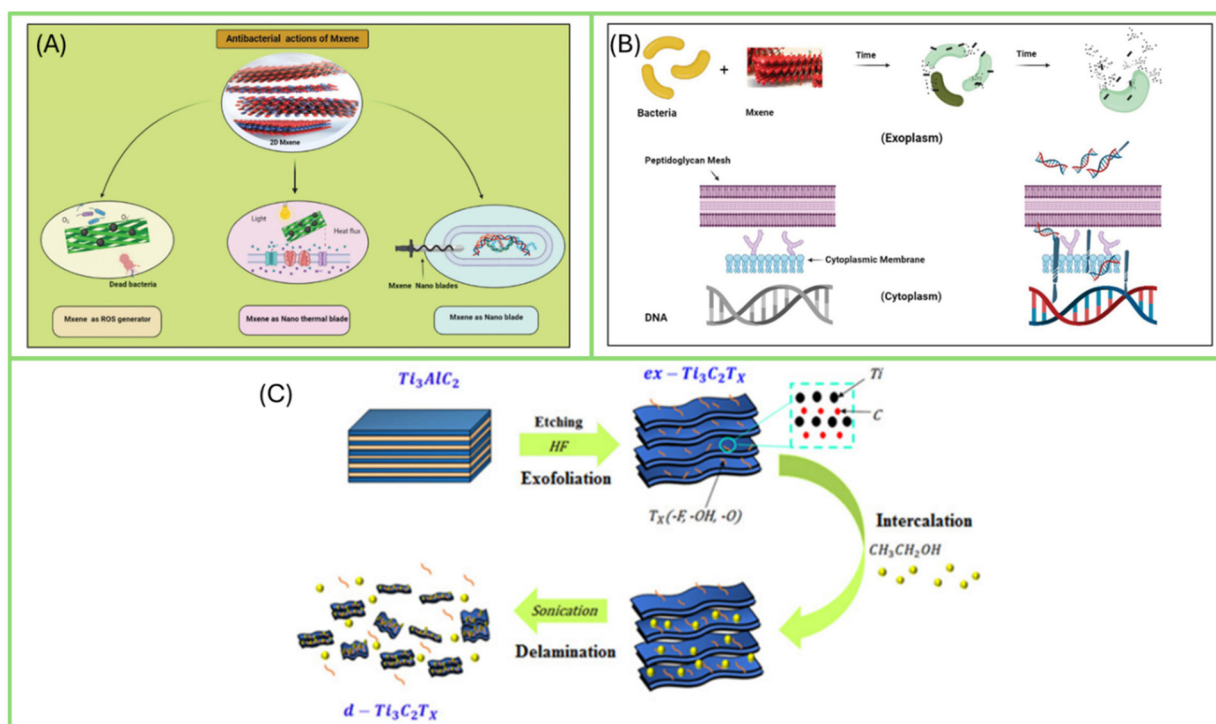 (A)
Antibacterial actions of Mxene
2D Mxene
O₂
O₂
Dead bacteria
Light
Heat flux
Mxene Nano blades
Mxene as ROS generator
Mxene as Nano thermal blade
Mxene as Nano blade
(B)
Bacteria
+
Mxene
Time
Time
(Exoplasm)
Peptidoglycan Mesh
Cytoplasmic Membrane
(Cytoplasm)
DNA
(C)
Ti₃AlC₂
Etching
HF
Exofoliation
ex − Ti₃C₂Tₓ
Ti
C
Tₓ(-F, -OH, -O)
Intercalation
CH₃CH₂OH
Sonication
Delamination
d − Ti₃C₂Tₓ